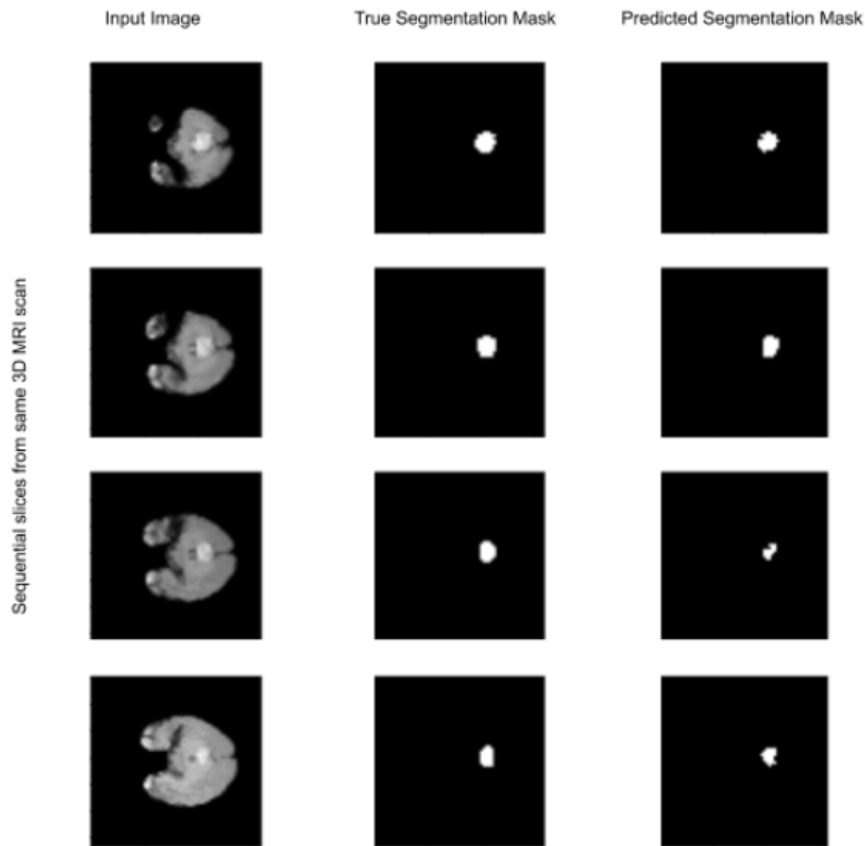 Input Image
True Segmentation Mask
Predicted Segmentation Mask
Sequential slices from same 3D MRI scan